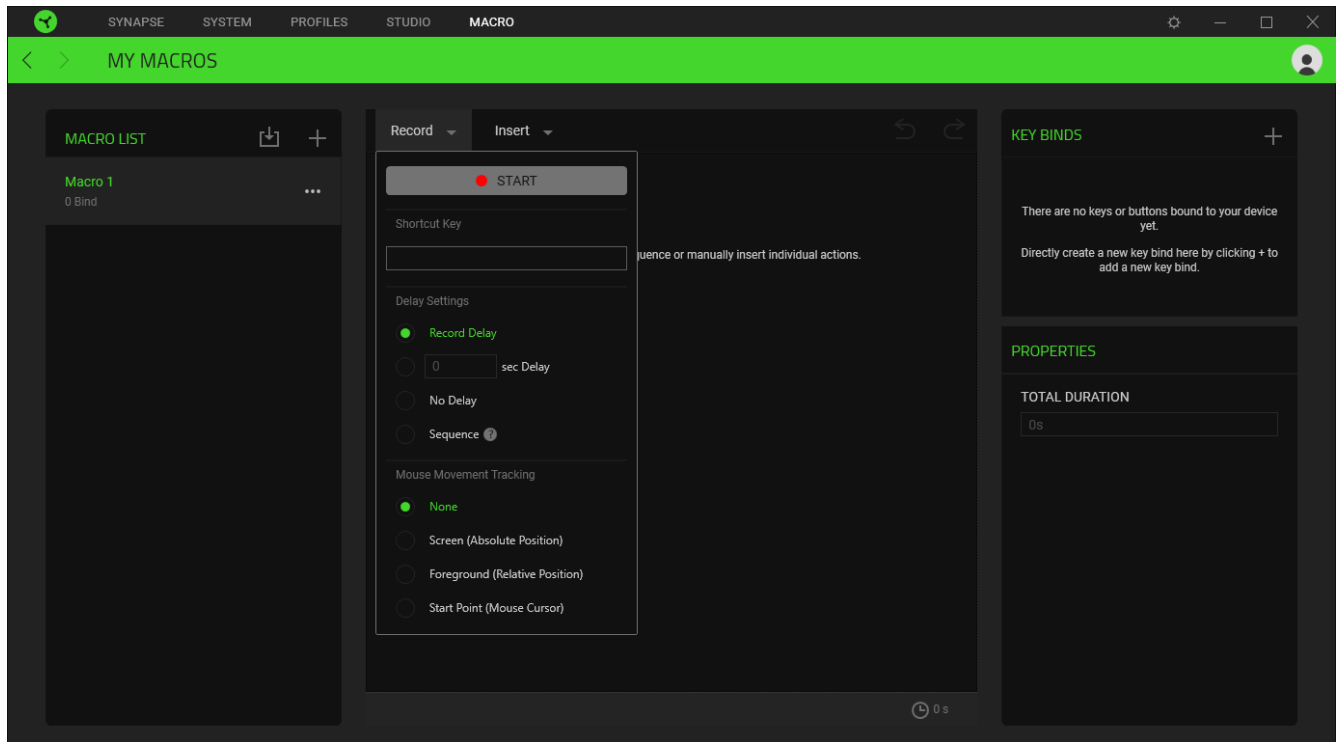 SYNAPSE SYSTEM PROFILES STUDIO MACRO
MY MACROS
MACRO LIST
Macro 1
0 Bind
Record Insert
START
Shortcut Key
uence or manually insert individual actions.
Delay Settings
Record Delay
0 sec Delay
No Delay
Sequence ?
Mouse Movement Tracking
None
Screen (Absolute Position)
Foreground (Relative Position)
Start Point (Mouse Cursor)
0 s
KEY BINDS
There are no keys or buttons bound to your device
yet.
Directly create a new key bind here by clicking + to
add a new key bind.
PROPERTIES
TOTAL DURATION
0s